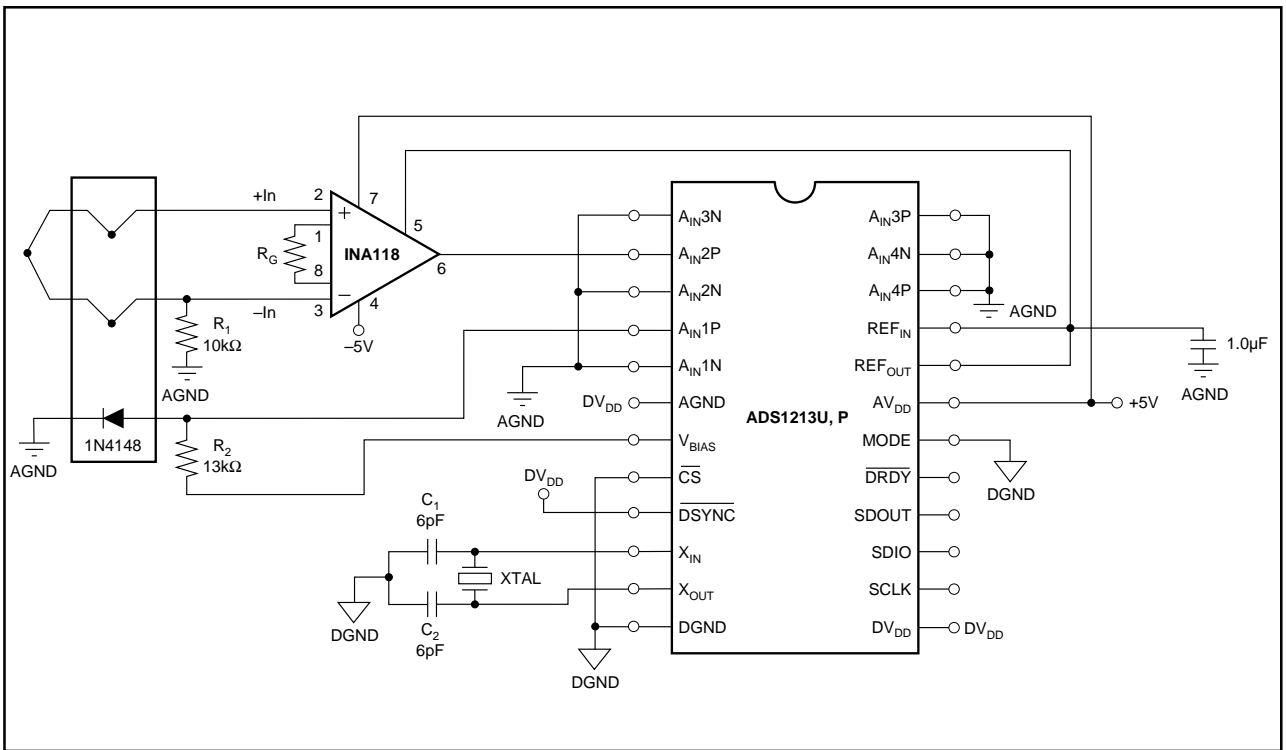 +In
2
7
+
1
5
R_G
INA118
6
8
−
–In
3
4
–5V
R_1
10kΩ
AGND
1N4148
AGND
R_2
13kΩ
A_IN3N
A_IN2P
A_IN2N
A_IN1P
A_IN1N
AGND
DV_DD
AGND
V_BIAS
CS
DV_DD
DSYNC
X_IN
X_OUT
DGND
DGND
C_1
6pF
XTAL
C_2
6pF
DGND
ADS1213U, P
A_IN3P
A_IN4N
A_IN4P
AGND
REF_IN
REF_OUT
1.0µF
AGND
AV_DD
+5V
MODE
DGND
DRDY
SDOUT
SDIO
SCLK
DV_DD
DV_DD